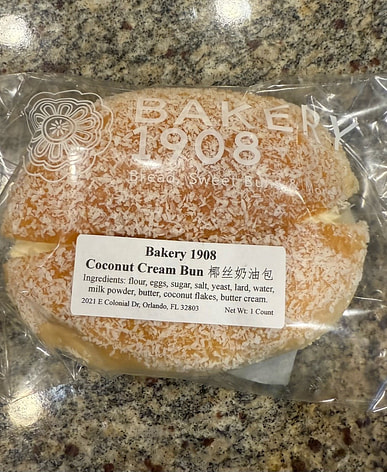 BAKERY
1908
Bread, Sweet Bun
Bakery 1908
Coconut Cream Bun 椰丝奶油包
Ingredients: flour, eggs, sugar, salt, yeast, lard, water,
milk powder, butter, coconut flakes, butter cream.
2021 E Colonial Dr, Orlando, FL 32803 Net Wt: 1 Count